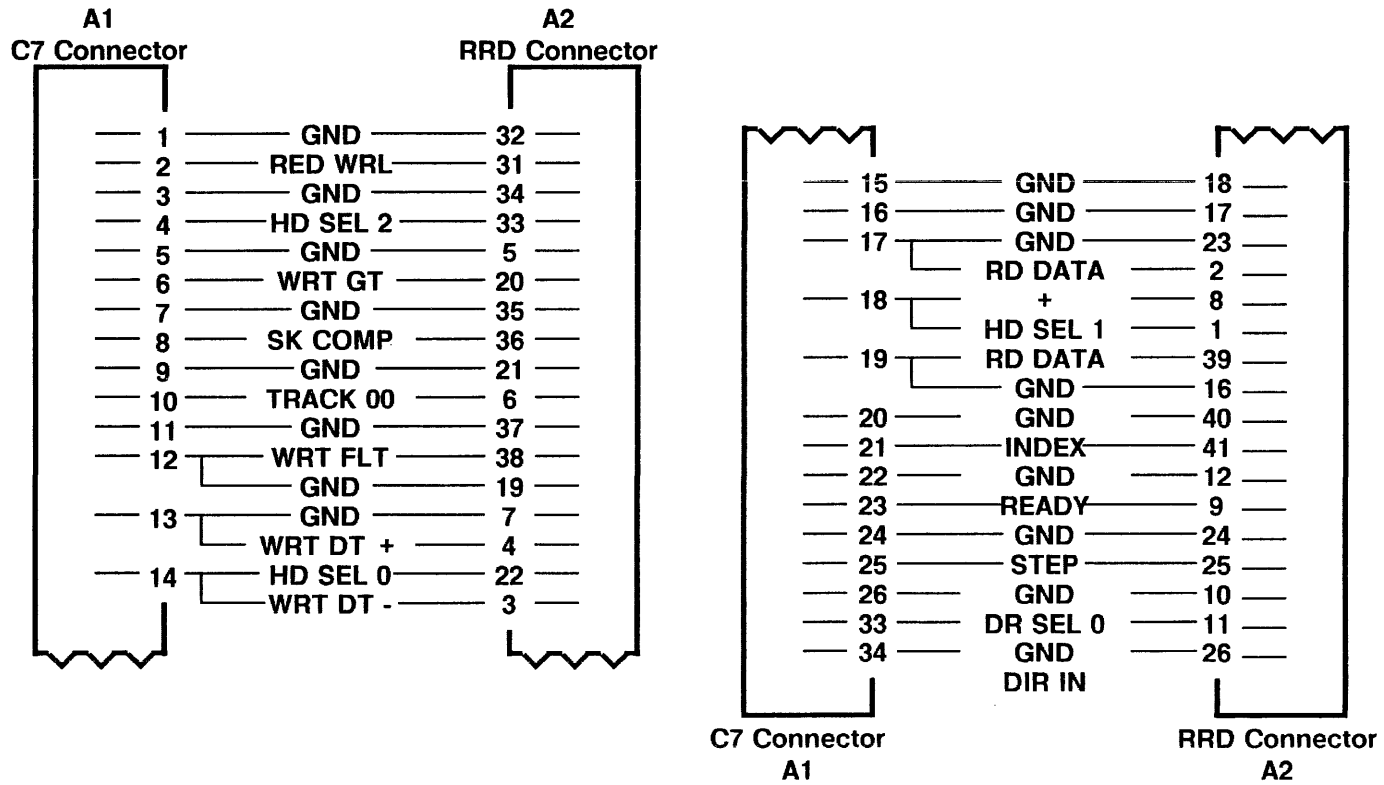 A1
C7 Connector
A2
RRD Connector
1 GND 32
2 RED WRL 31
3 GND 34
4 HD SEL 2 33
5 GND 5
6 WRT GT 20
7 GND 35
8 SK COMP 36
9 GND 21
10 TRACK 00 6
11 GND 37
12 WRT FLT 38
GND 19
13 GND 7
WRT DT + 4
14 HD SEL 0 22
WRT DT - 3
15 GND 18
16 GND 17
17 GND 23
RD DATA 2
18 + 8
HD SEL 1 1
19 RD DATA 39
GND 16
20 GND 40
21 INDEX 41
22 GND 12
23 READY 9
24 GND 24
25 STEP 25
26 GND 10
33 DR SEL 0 11
34 GND 26
DIR IN
C7 Connector
A1
RRD Connector
A2